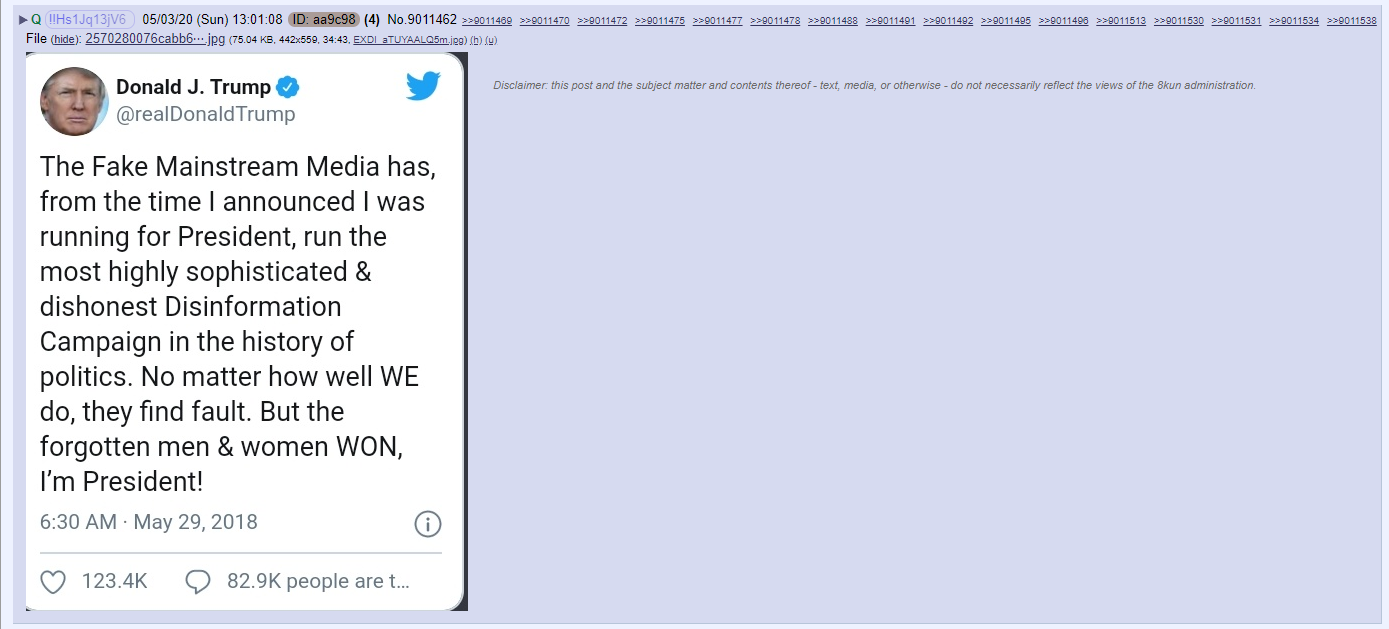 ▶ Q !!Hs1Jq13jV6 05/03/20 (Sun) 13:01:08 ID: aa9c98 (4) No.9011462 >>9011469 >>9011470 >>9011472 >>9011475 >>9011477 >>9011478 >>9011488 >>9011491 >>9011492 >>9011495 >>9011496 >>9011513 >>9011530 >>9011531 >>9011534 >>9011538
File (hide): 2570280076cabb6⋯.jpg (75.04 KB, 442x559, 34:43, EXDI_aTUYAALQ5m.jpg) (h) (u)
Donald J. Trump
@realDonaldTrump
Disclaimer: this post and the subject matter and contents thereof - text, media, or otherwise - do not necessarily reflect the views of the 8kun administration.
The Fake Mainstream Media has,
from the time I announced I was
running for President, run the
most highly sophisticated &
dishonest Disinformation
Campaign in the history of
politics. No matter how well WE
do, they find fault. But the
forgotten men & women WON,
I’m President!
6:30 AM · May 29, 2018
123.4K 82.9K people are t...